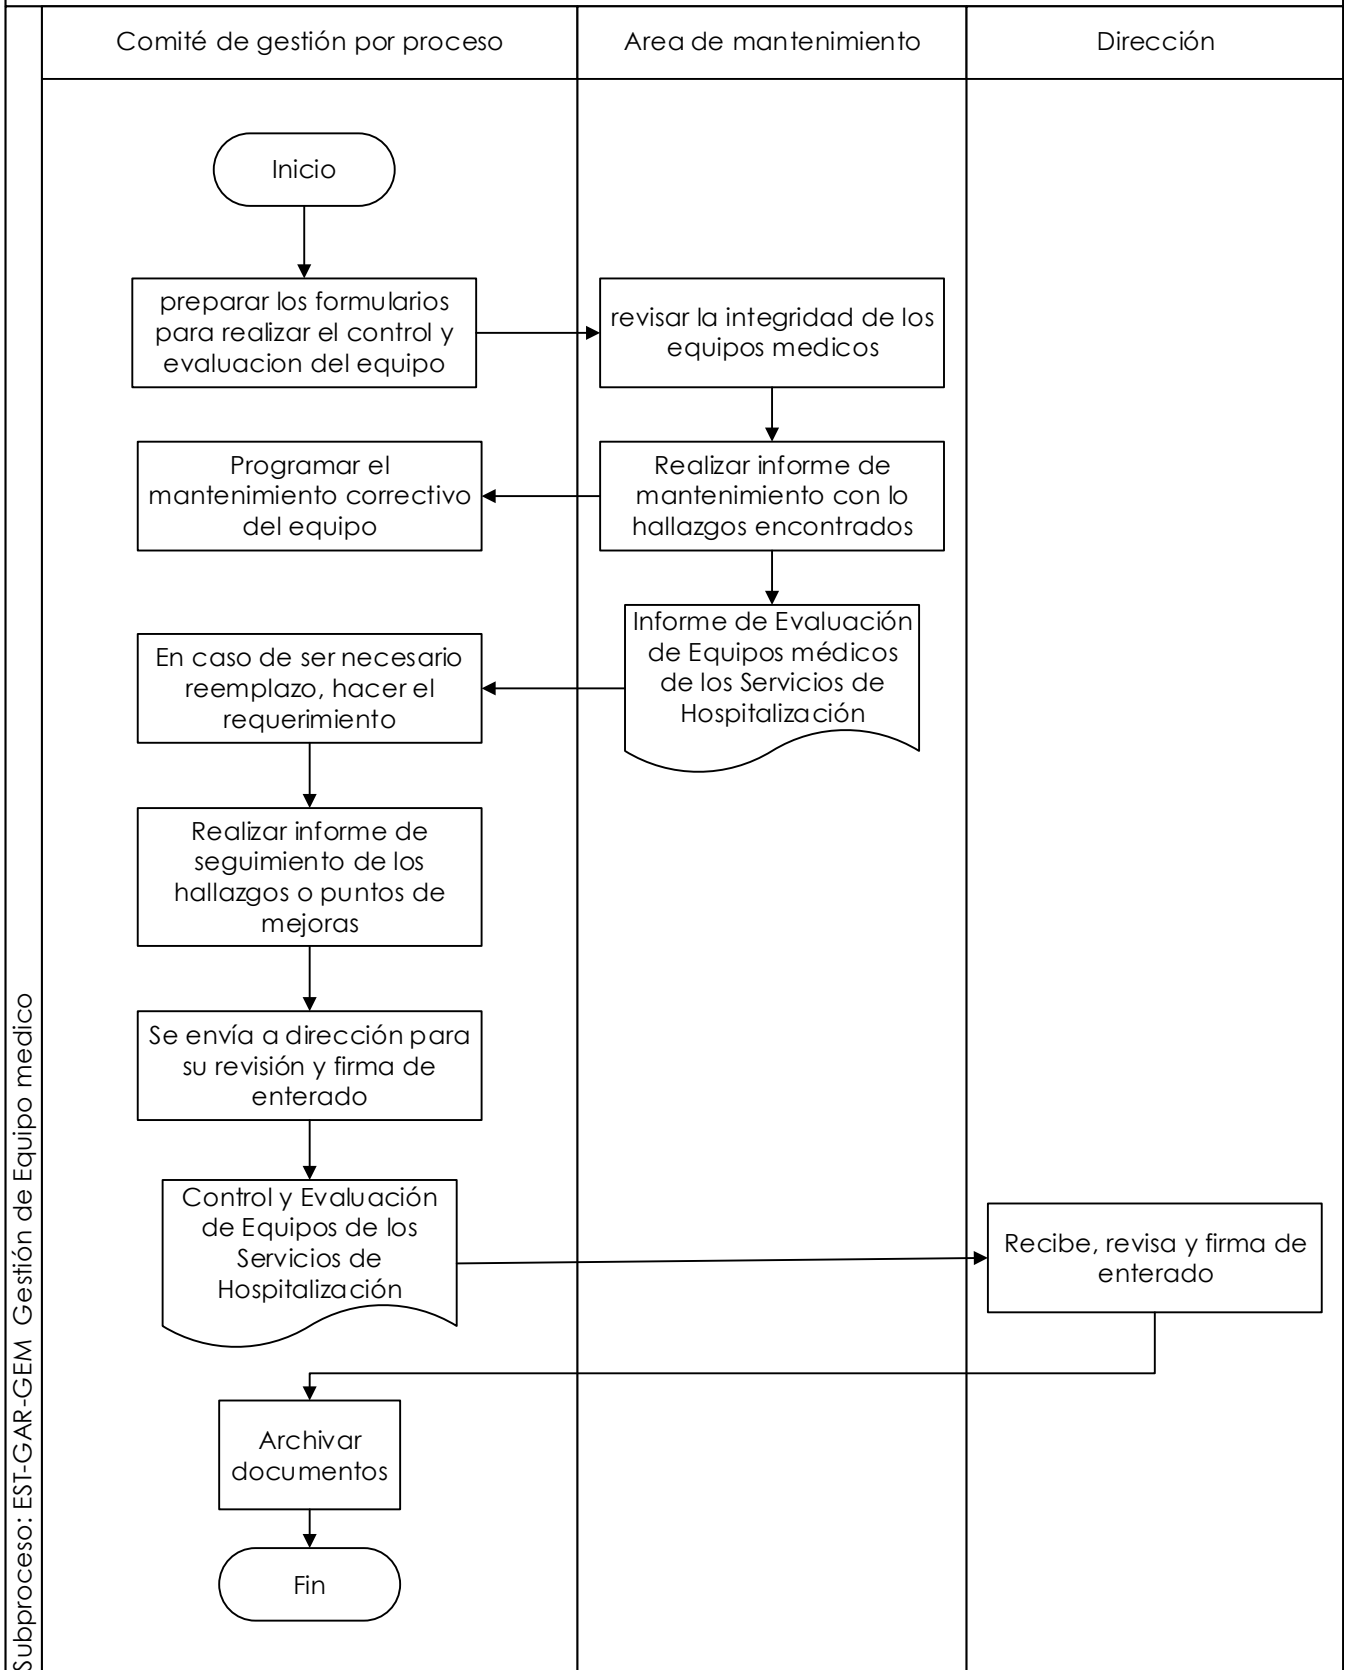 Comité de gestión por proceso
Area de mantenimiento
Dirección
Subproceso: EST-GAR-GEM Gestión de Equipo medico
Inicio
preparar los formularios
para realizar el control y
evaluacion del equipo
revisar la integridad de los
equipos medicos
Programar el
mantenimiento correctivo
del equipo
Realizar informe de
mantenimiento con lo
hallazgos encontrados
Informe de Evaluación
de Equipos médicos
de los Servicios de
Hospitalización
En caso de ser necesario
reemplazo, hacer el
requerimiento
Realizar informe de
seguimiento de los
hallazgos o puntos de
mejoras
Se envía a dirección para
su revisión y firma de
enterado
Control y Evaluación
de Equipos de los
Servicios de
Hospitalización
Recibe, revisa y firma de
enterado
Archivar
documentos
Fin